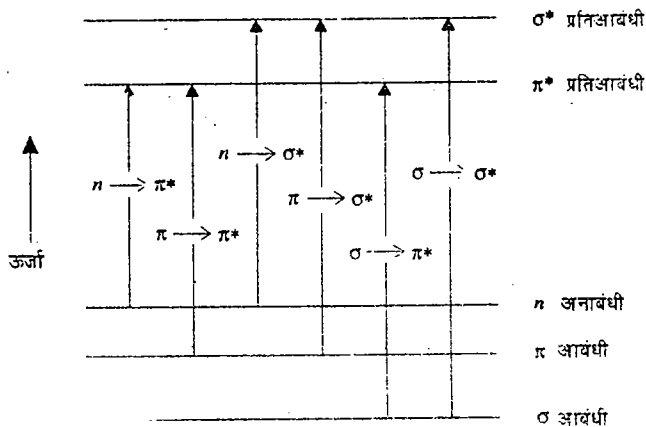 σ* प्रतिआबंधी
π* प्रतिआबंधी
n → σ*
σ → σ*
n → π*
π → σ*
π → π*
σ → π*
ऊर्जा
n अनाबंधी
π आबंधी
σ आबंधी